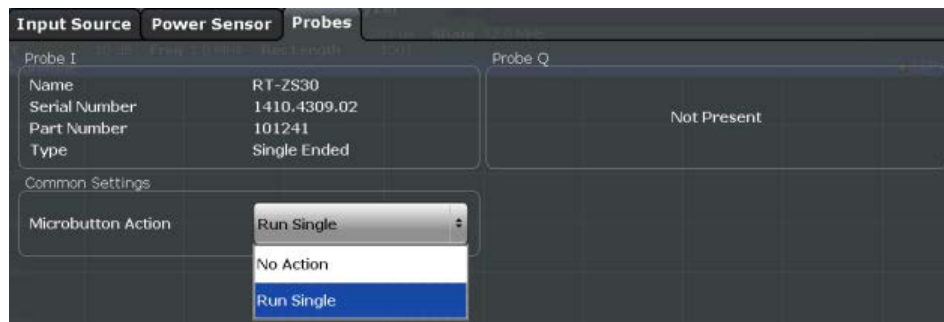 Input Source Power Sensor Probes
Probe I
Name RT-ZS30
Serial Number 1410.4309.02
Part Number 101241
Type Single Ended
Probe Q
Not Present
Common Settings
Microbutton Action Run Single
No Action
Run Single